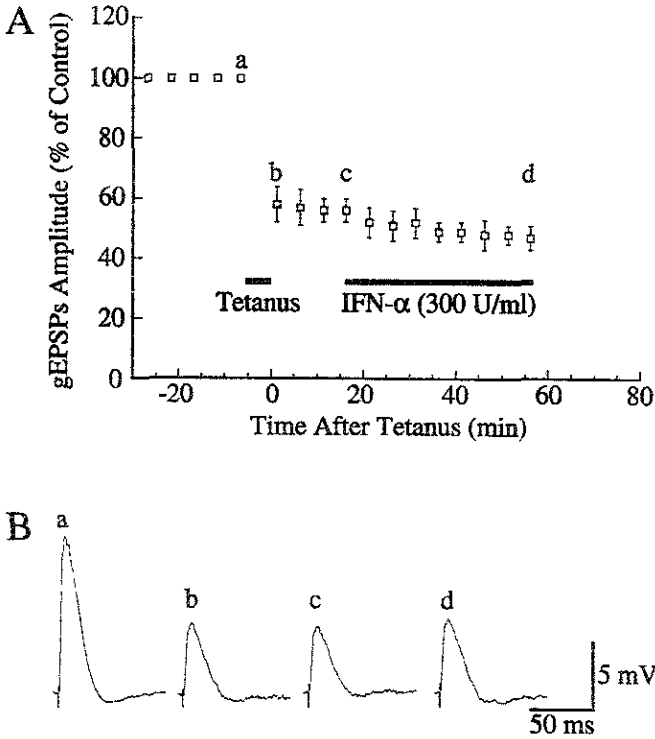 A
gEPSPs Amplitude (% of Control)
120
100
80
60
40
20
0
a
b
c
d
Tetanus
IFN-α (300 U/ml)
-20
0
20
40
60
80
Time After Tetanus (min)
B
a
b
c
d
5 mV
50 ms